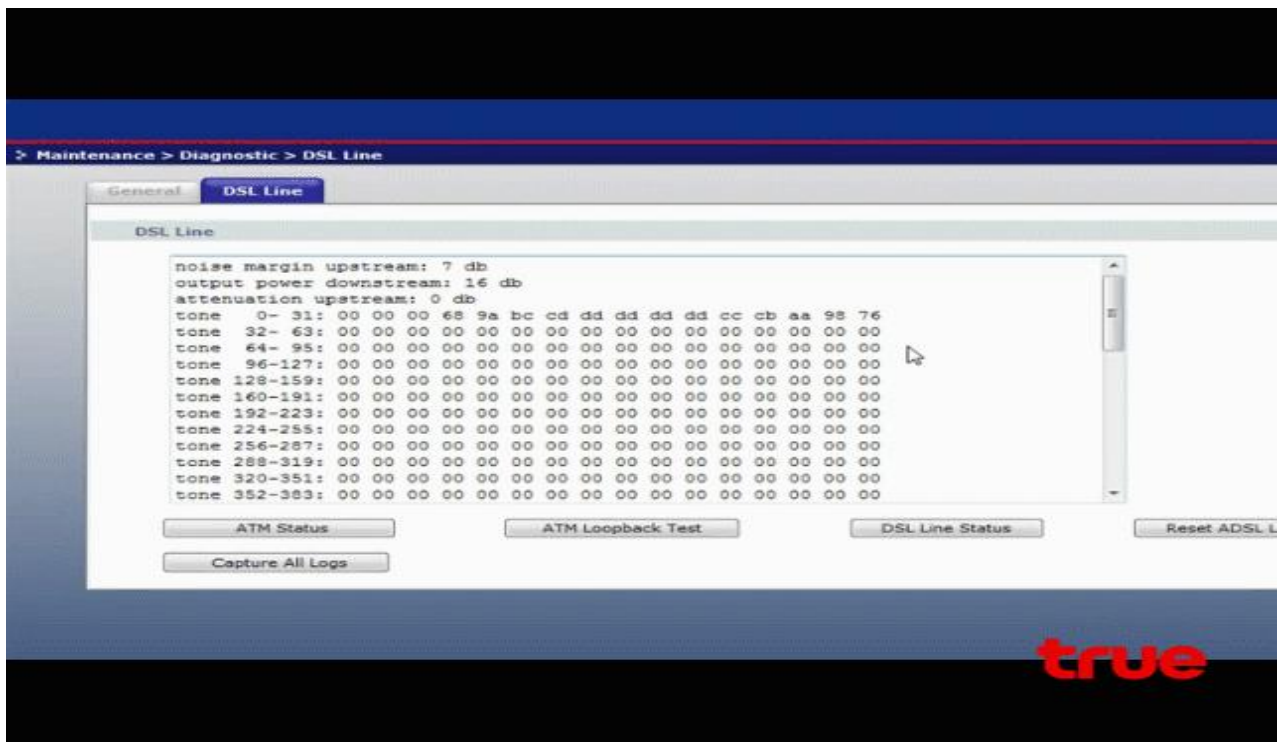 > Maintenance > Diagnostic > DSL Line
General DSL Line
DSL Line
noise margin upstream: 7 db
output power downstream: 16 db
attenuation upstream: 0 db
tone 0- 31: 00 00 00 68 9a bc cd dd dd dd dd cc cb aa 98 76
tone 32- 63: 00 00 00 00 00 00 00 00 00 00 00 00 00 00 00 00
tone 64- 95: 00 00 00 00 00 00 00 00 00 00 00 00 00 00 00 00
tone 96-127: 00 00 00 00 00 00 00 00 00 00 00 00 00 00 00 00
tone 128-159: 00 00 00 00 00 00 00 00 00 00 00 00 00 00 00 00
tone 160-191: 00 00 00 00 00 00 00 00 00 00 00 00 00 00 00 00
tone 192-223: 00 00 00 00 00 00 00 00 00 00 00 00 00 00 00 00
tone 224-255: 00 00 00 00 00 00 00 00 00 00 00 00 00 00 00 00
tone 256-287: 00 00 00 00 00 00 00 00 00 00 00 00 00 00 00 00
tone 288-319: 00 00 00 00 00 00 00 00 00 00 00 00 00 00 00 00
tone 320-351: 00 00 00 00 00 00 00 00 00 00 00 00 00 00 00 00
tone 352-383: 00 00 00 00 00 00 00 00 00 00 00 00 00 00 00 00
ATM Status ATM Loopback Test DSL Line Status Reset ADSL L
Capture All Logs
true